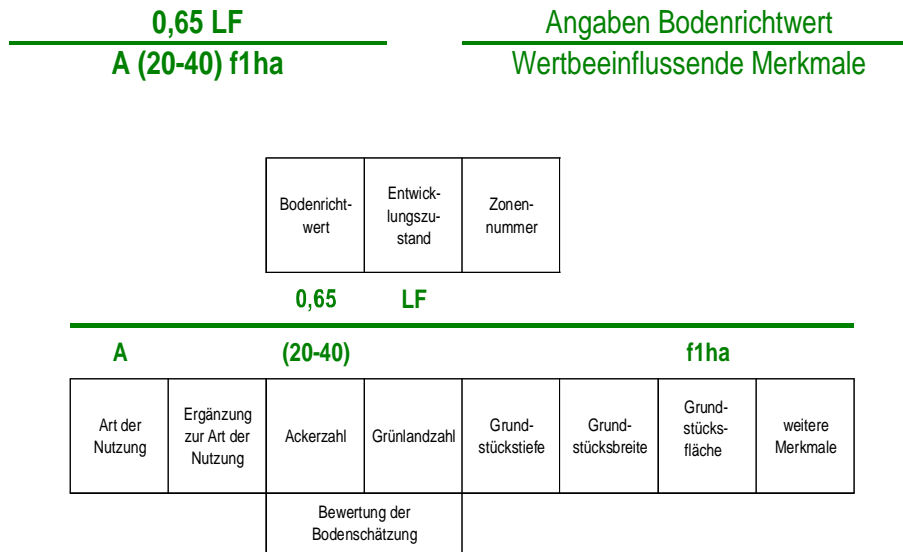 0,65 LF
Angaben Bodenrichtwert
A (20-40) f1ha
Wertbeeinflussende Merkmale
Bodenricht-
wert
Entwick-
lungszu-
stand
Zonen-
nummer
0,65 LF
A (20-40) f1ha
Art der
Nutzung
Ergänzung
zur Art der
Nutzung
Ackerzahl
Grünlandzahl
Grund-
stückstiefe
Grund-
stücksbreite
Grund-
stücks-
fläche
weitere
Merkmale
Bewertung der
Bodenschätzung